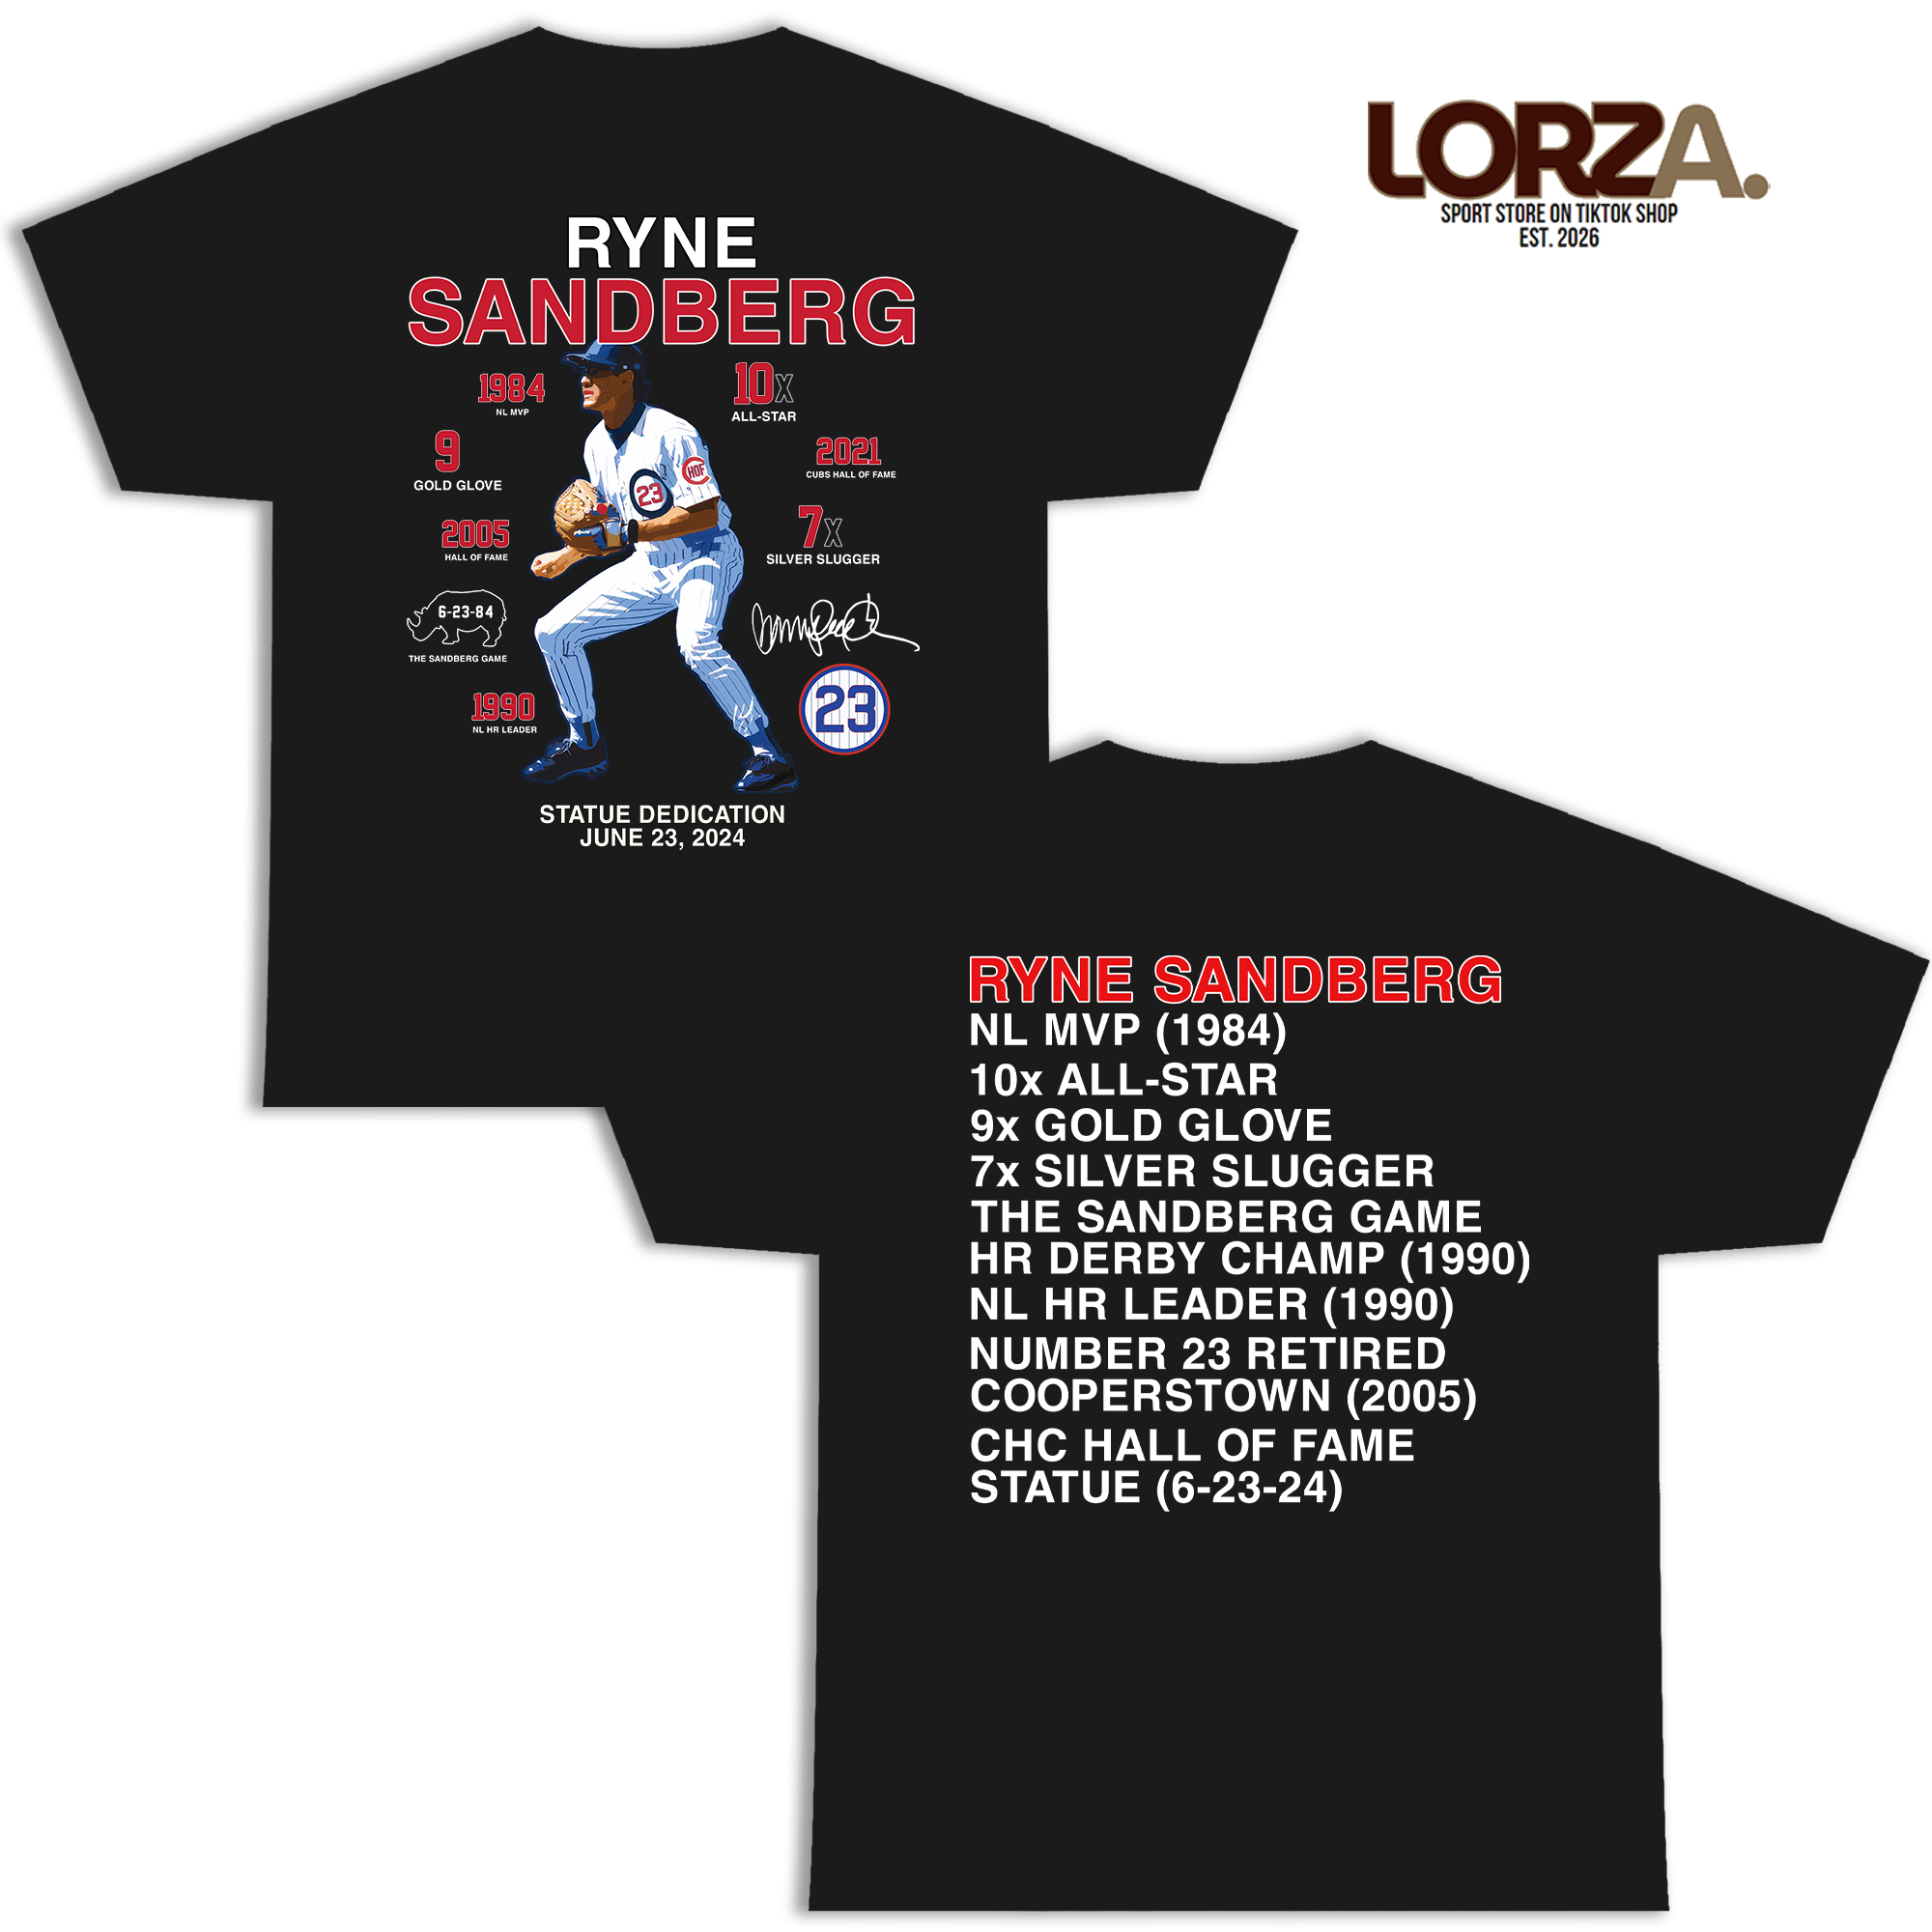 LORZA.
SPORT STORE ON TIKTOK SHOP
EST. 2026
RYNE
SANDBERG
1984
NL MVP
10x
ALL-STAR
9
GOLD GLOVE
2021
CUBS HALL OF FAME
2005
HALL OF FAME
7x
SILVER SLUGGER
HOF
23
6-23-84
THE SANDBERG GAME
1990
NL HR LEADER
23
STATUE DEDICATION
JUNE 23, 2024
RYNE SANDBERG
NL MVP (1984)
10x ALL-STAR
9x GOLD GLOVE
7x SILVER SLUGGER
THE SANDBERG GAME
HR DERBY CHAMP (1990)
NL HR LEADER (1990)
NUMBER 23 RETIRED
COOPERSTOWN (2005)
CHC HALL OF FAME
STATUE (6-23-24)